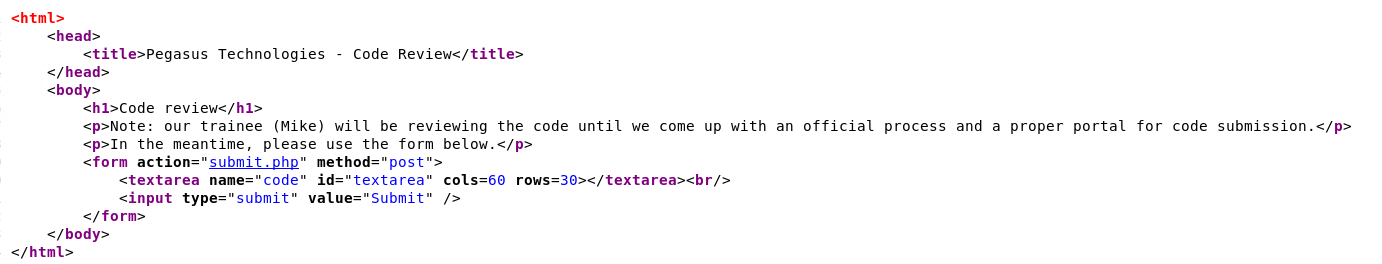 <html>
<head>
<title>Pegasus Technologies - Code Review</title>
</head>
<body>
<h1>Code review</h1>
<p>Note: our trainee (Mike) will be reviewing the code until we come up with an official process and a proper portal for code submission.</p>
<p>In the meantime, please use the form below.</p>
<form action="submit.php" method="post">
<textarea name="code" id="textarea" cols=60 rows=30></textarea><br/>
<input type="submit" value="Submit" />
</form>
</body>
</html>